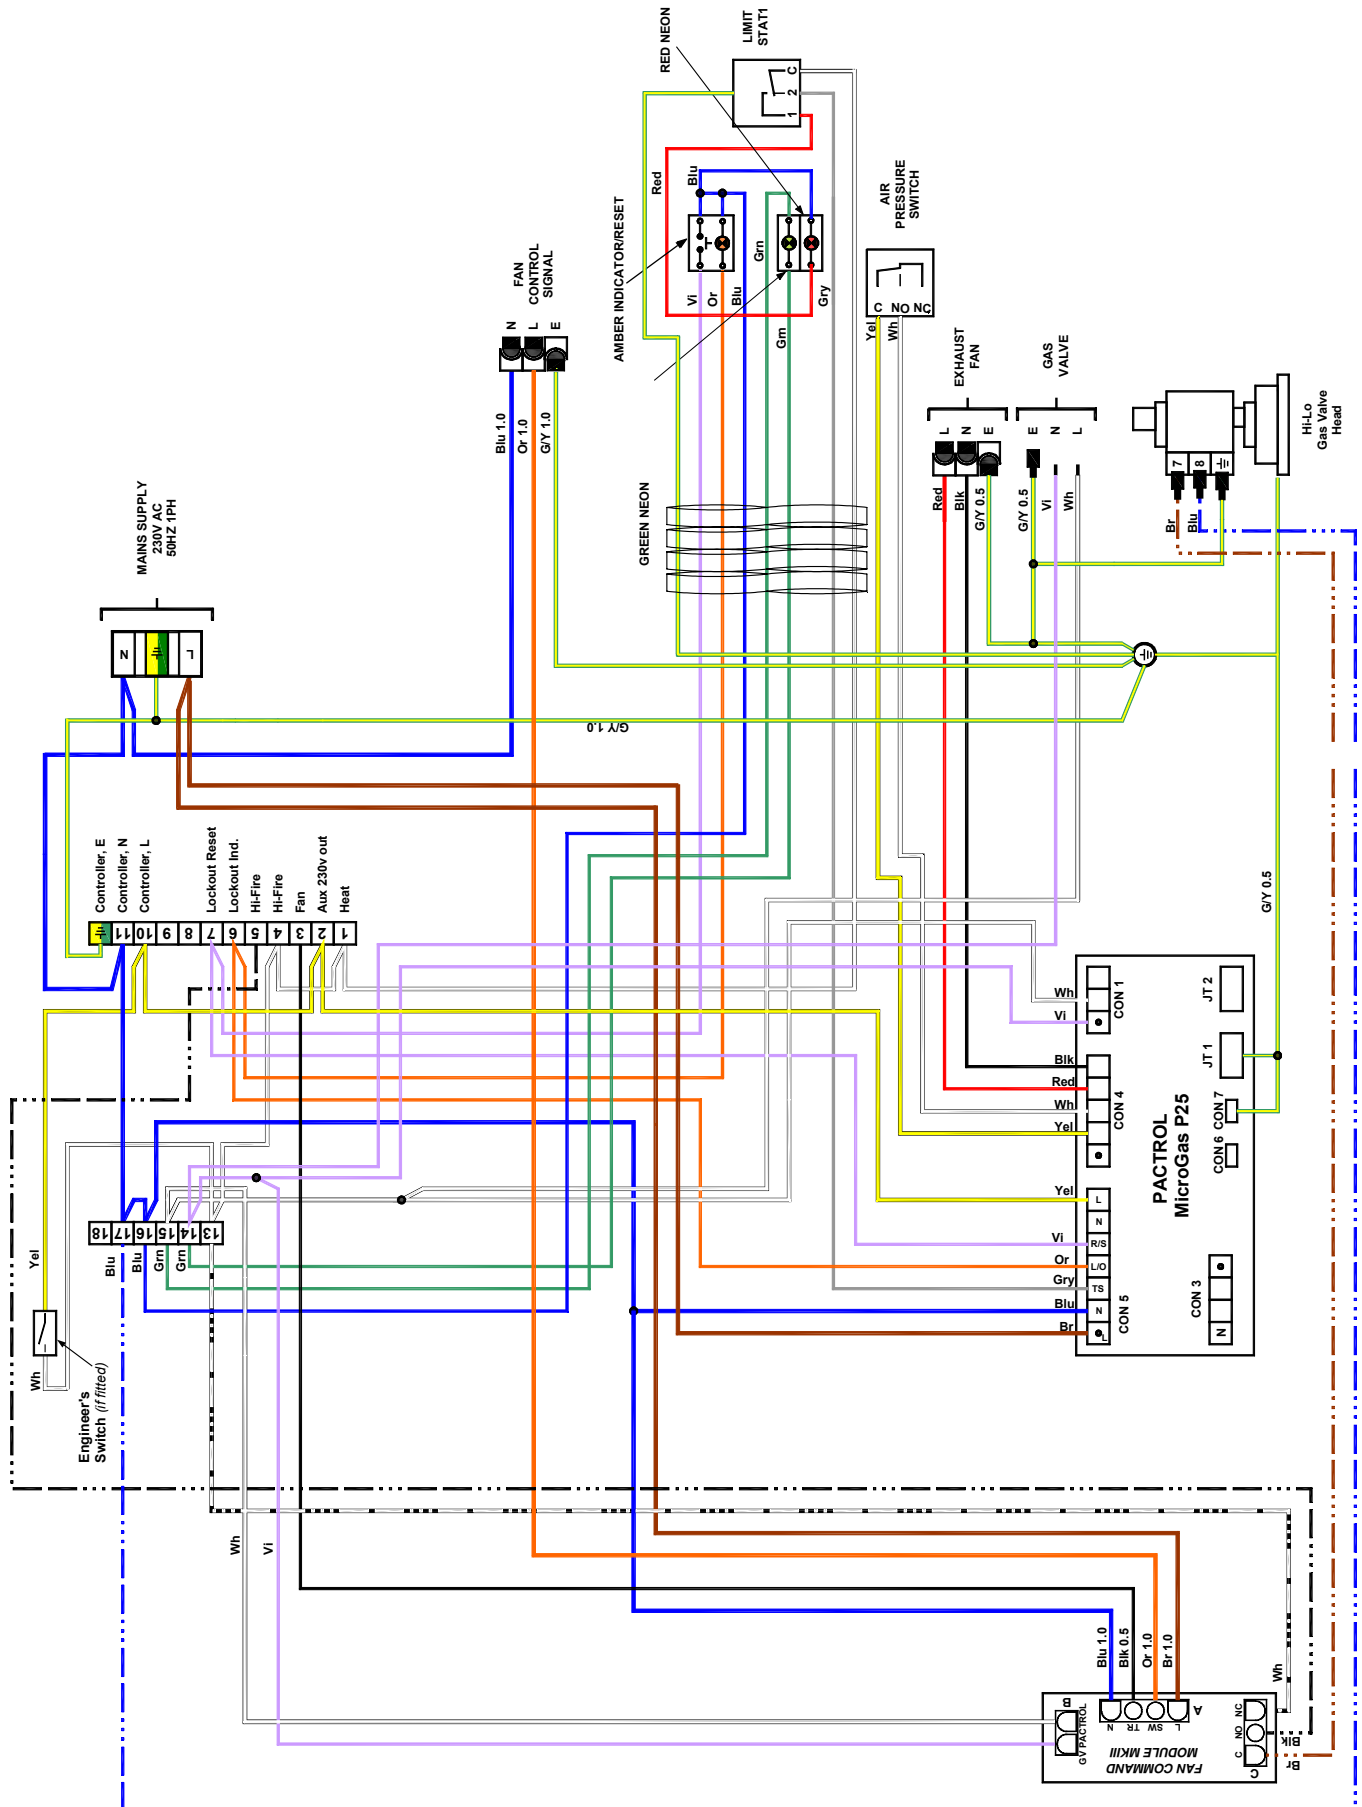 LIMIT
STAT1
RED NEON
C
2
1
Red
Blu
AMBER INDICATOR/RESET
Vi
Or
Blu
Grn
Grn
Gry
GREEN NEON
AIR
PRESSURE
SWITCH
C NO NC
Yel
Wh
FAN
CONTROL
SIGNAL
N
L
E
Blu 1.0
Or 1.0
G/Y 1.0
EXHAUST
FAN
L
N
E
Red
Blk
G/Y 0.5
GAS
VALVE
E
N
L
G/Y 0.5
Vi
Wh
Hi-Lo
Gas Valve
Head
7
8
Br
Blu
MAINS SUPPLY
230V AC
50HZ 1PH
N
L
G/Y 1.0
G/Y 0.5
Controller, E
Controller, N
Controller, L
Lockout Reset
Lockout Ind.
Hi-Fire
Hi-Fire
Fan
Aux 230v out
Heat
11
10
9
8
7
6
5
4
3
2
1
18
17
16
15
14
13
Blu
Blu
Grn
Grn
Yel
Wh
Engineer's
Switch (if fitted)
Wh
Vi
Blk
Red
Wh
Yel
Yel
Vi
Or
Gry
Blu
Br
CON 1
CON 4
CON 5
L
N
R/S
L/O
TS
N
L
PACTROL
MicroGas P25
JT 2
JT 1
CON 7
CON 6
CON 3
N
Wh
Vi
Blu 1.0
Blk 0.5
Or 1.0
Br 1.0
Wh
Blk
Br
B
GV PACTROL
N
TR
SW
L
A
FAN COMMAND
MODULE MKIII
C
NO
NC
C